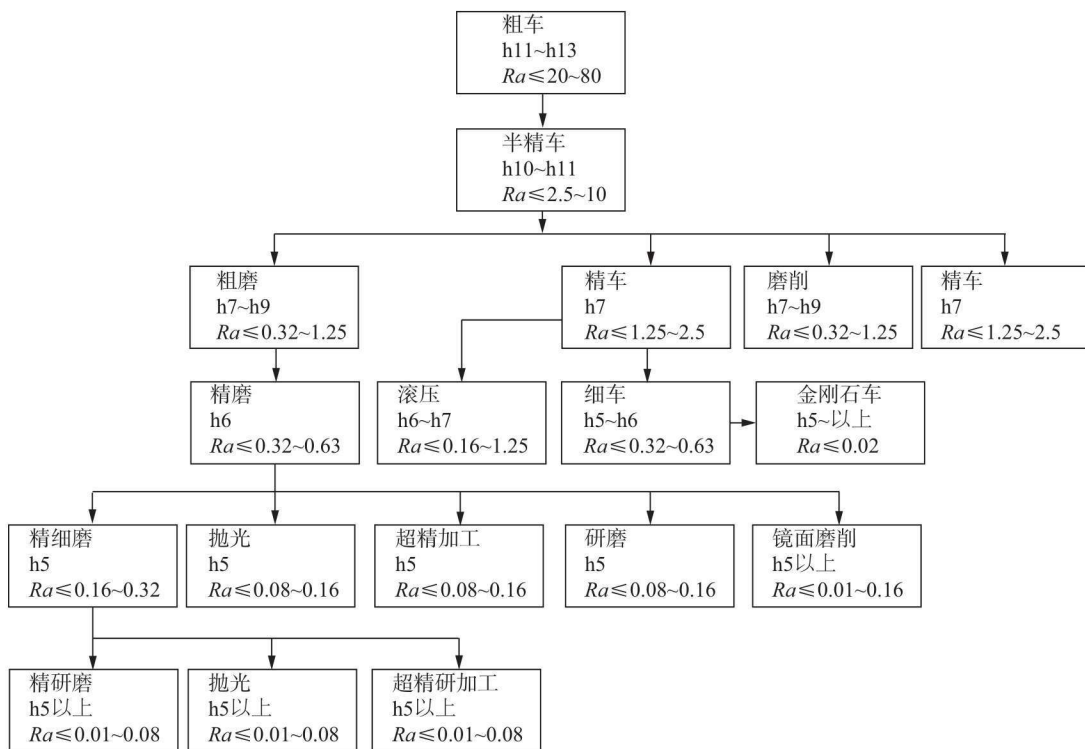 粗车
h11~h13
Ra≤20~80
半精车
h10~h11
Ra≤2.5~10
粗磨
h7~h9
Ra≤0.32~1.25
精车
h7
Ra≤1.25~2.5
磨削
h7~h9
Ra≤0.32~1.25
精车
h7
Ra≤1.25~2.5
精磨
h6
Ra≤0.32~0.63
滚压
h6~h7
Ra≤0.16~1.25
细车
h5~h6
Ra≤0.32~0.63
金刚石车
h5~以上
Ra≤0.02
精细磨
h5
Ra≤0.16~0.32
抛光
h5
Ra≤0.08~0.16
超精加工
h5
Ra≤0.08~0.16
研磨
h5
Ra≤0.08~0.16
镜面磨削
h5以上
Ra≤0.01~0.16
精研磨
h5以上
Ra≤0.01~0.08
抛光
h5以上
Ra≤0.01~0.08
超精研加工
h5以上
Ra≤0.01~0.08